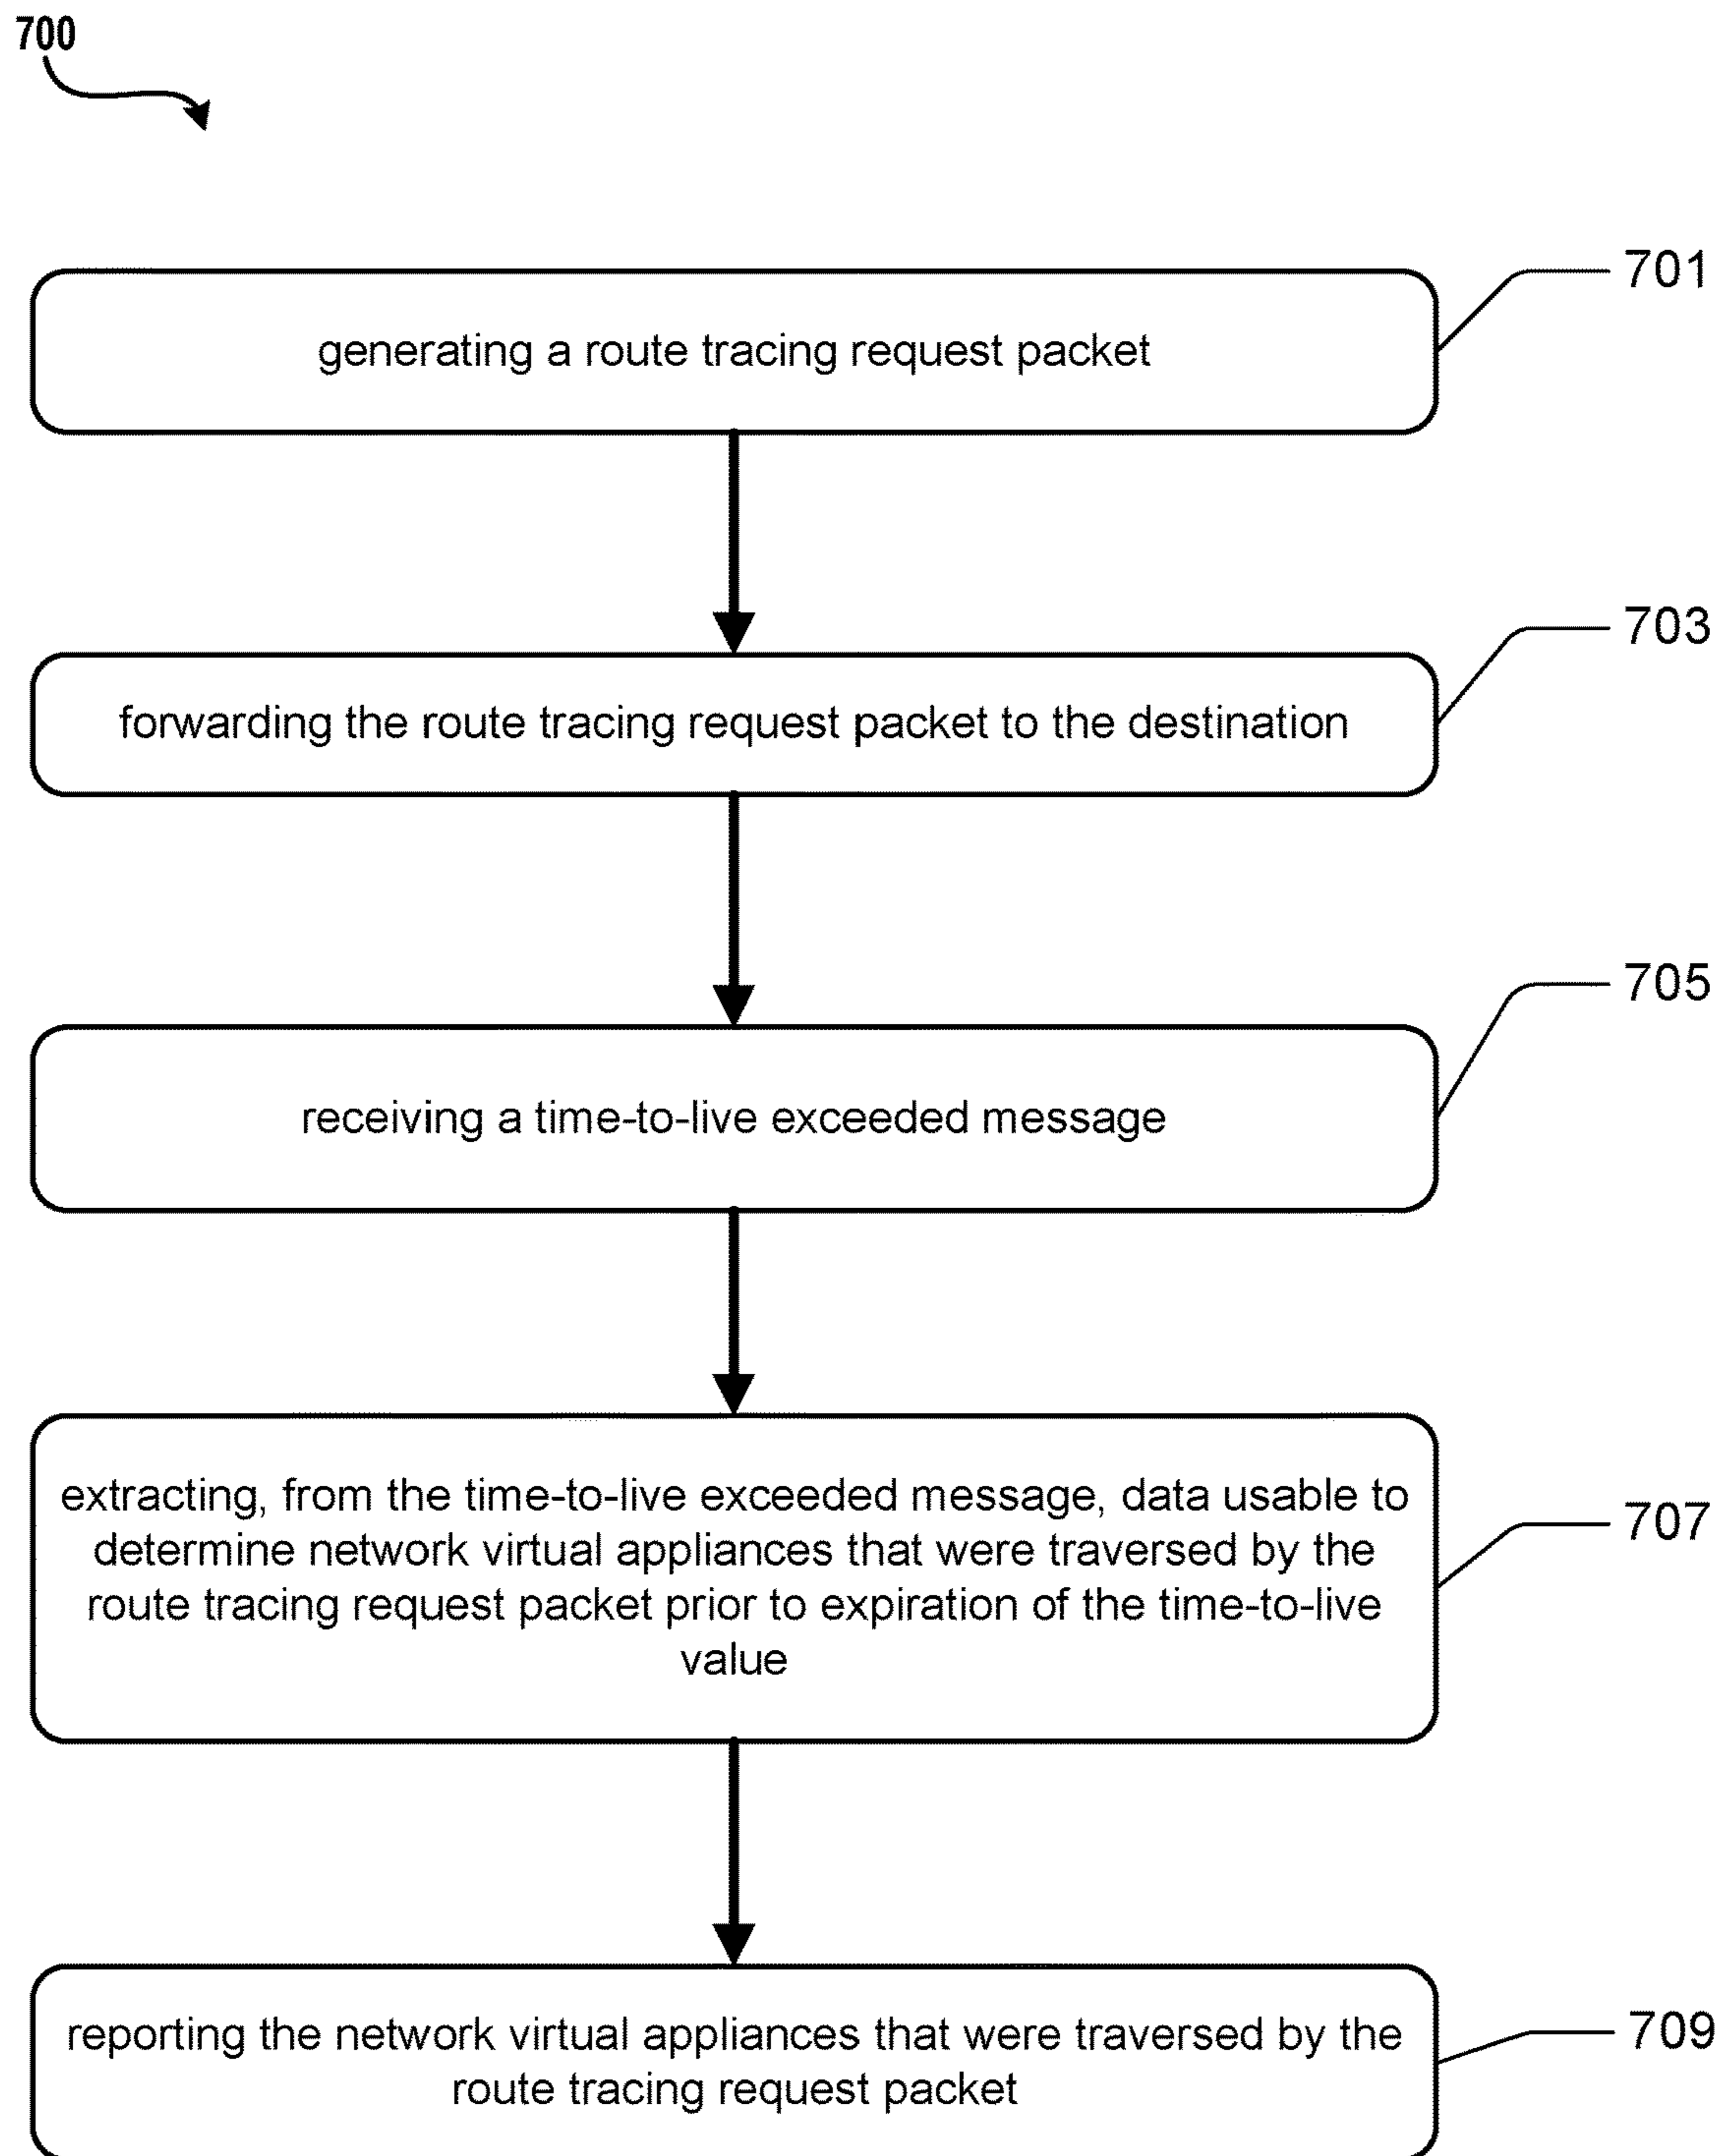 700
701
generating a route tracing request packet
703
forwarding the route tracing request packet to the destination
705
receiving a time-to-live exceeded message
707
extracting, from the time-to-live exceeded message, data usable to
determine network virtual appliances that were traversed by the
route tracing request packet prior to expiration of the time-to-live
value
709
reporting the network virtual appliances that were traversed by the
route tracing request packet